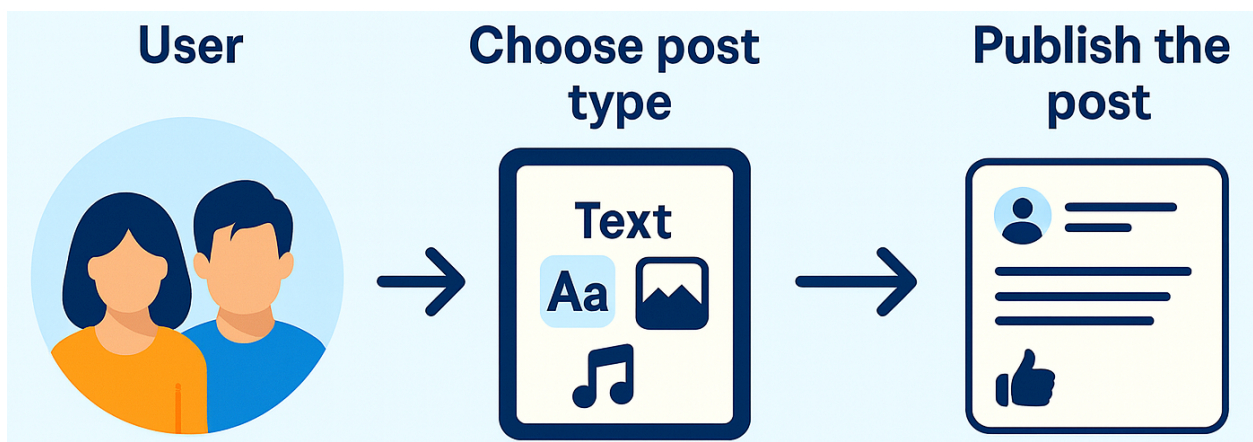 User
Choose post
type
Publish the
post
Text
Aa